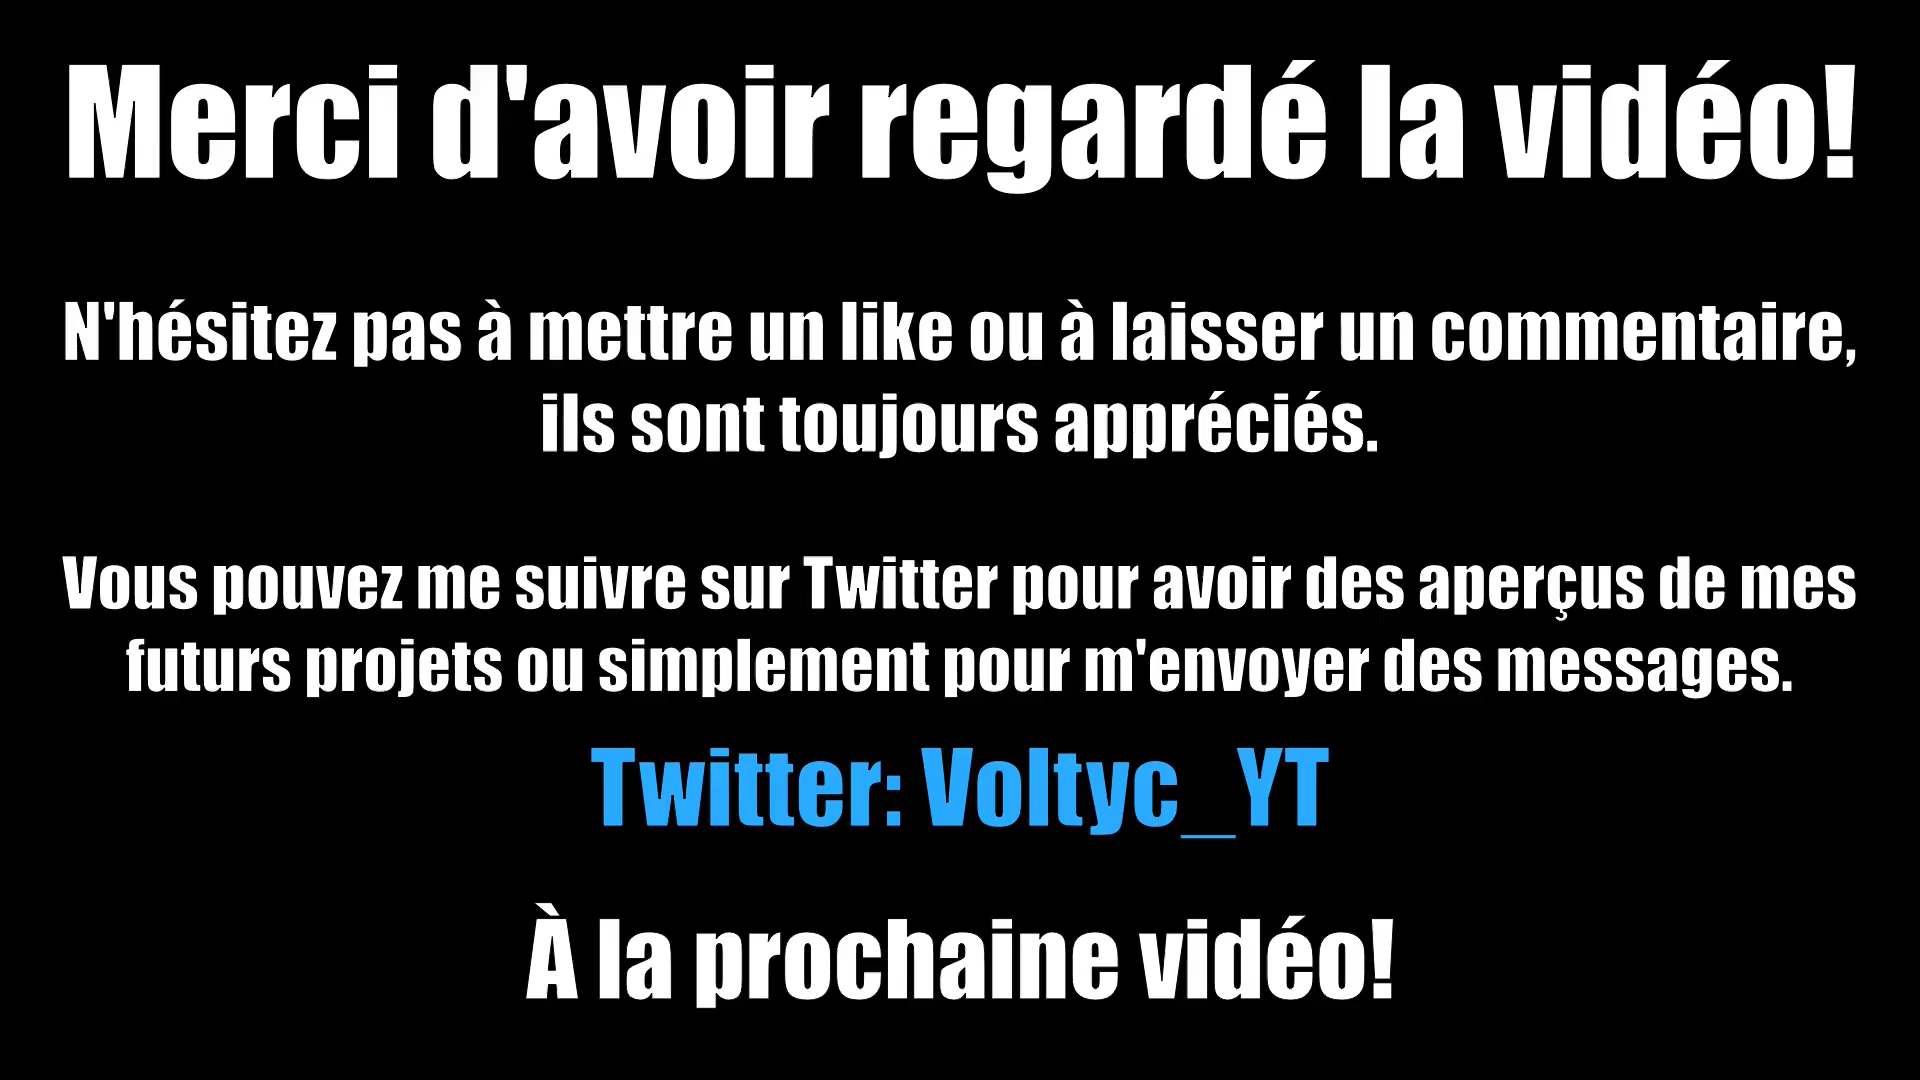 Merci d'avoir regardé la vidéo!
N'hésitez pas à mettre un like ou à laisser un commentaire,
ils sont toujours appréciés.
Vous pouvez me suivre sur Twitter pour avoir des aperçus de mes
futurs projets ou simplement pour m'envoyer des messages.
Twitter: Voltyc_YT
À la prochaine vidéo!